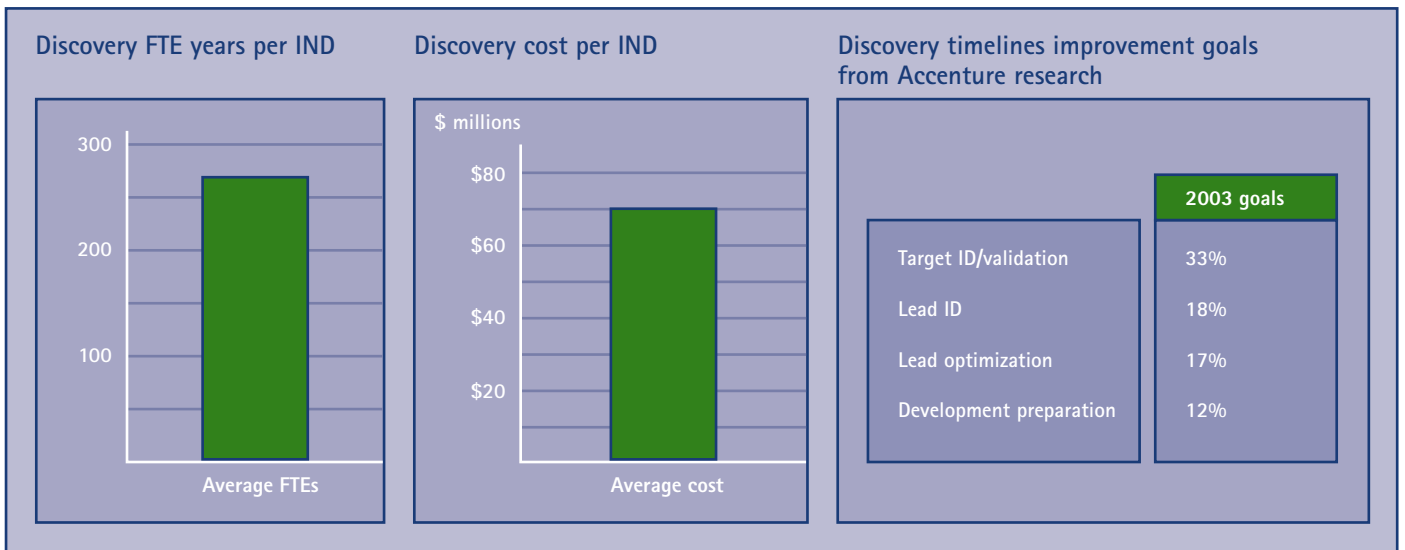 Discovery FTE years per IND
300
200
100
Average FTEs
Discovery cost per IND
$ millions
$80
$60
$40
$20
Average cost
Discovery timelines improvement goals
from Accenture research
2003 goals
Target ID/validation 33%
Lead ID 18%
Lead optimization 17%
Development preparation 12%